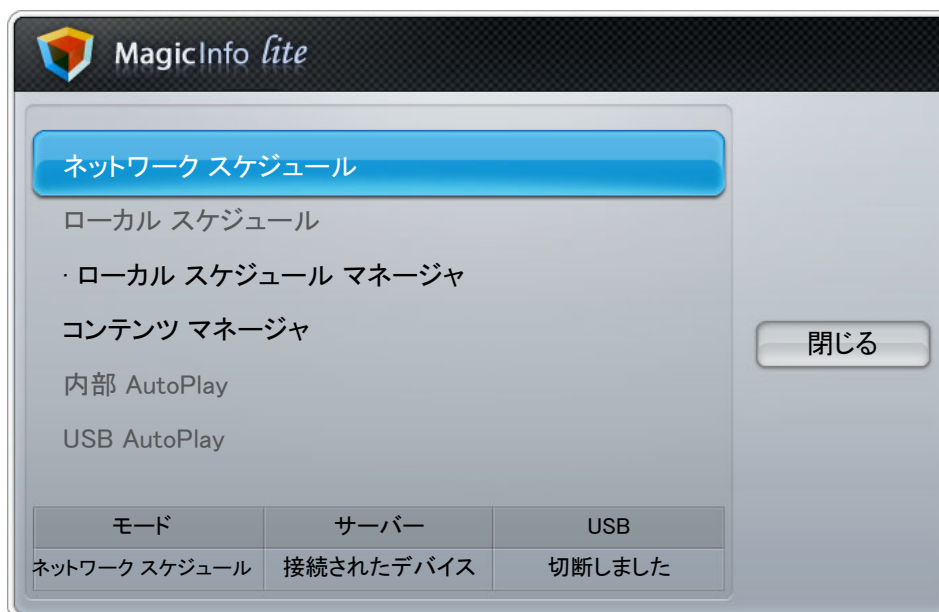 MagicInfo lite
ネットワーク スケジュール
ローカル スケジュール
· ローカル スケジュール マネージャ
コンテンツ マネージャ
内部 AutoPlay
USB AutoPlay
閉じる
モード サーバー USB
ネットワーク スケジュール 接続されたデバイス 切断しました